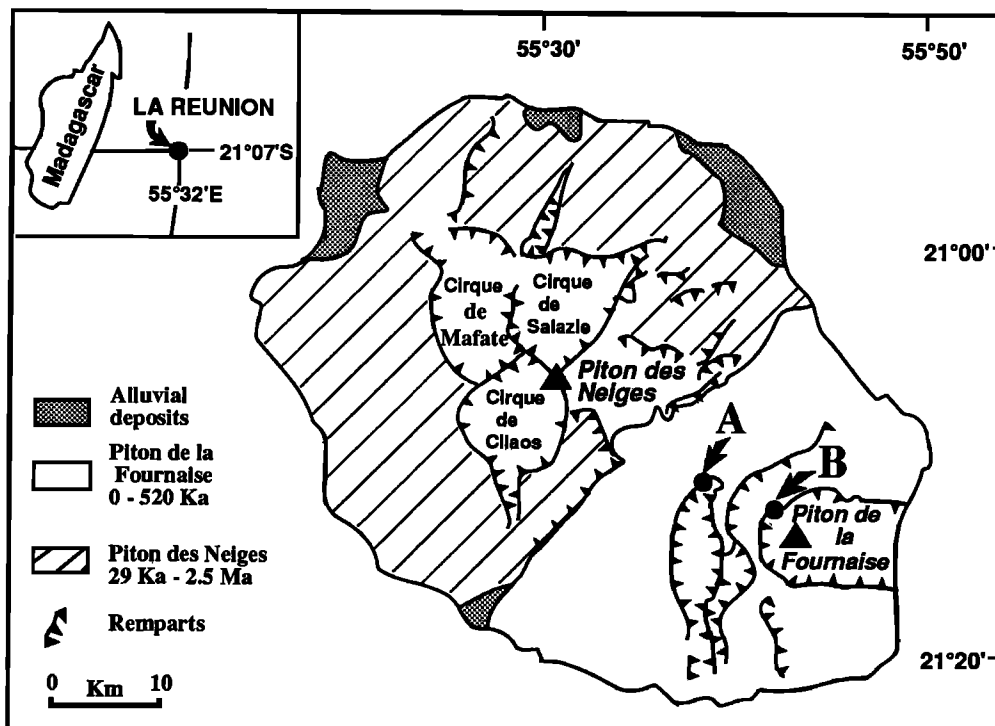 Madagascar
LA REUNION
21°07'S
55°32'E
55°30'
55°50'
21°00'
21°20'
Cirque
de
Mafate
Cirque
de
Salazie
Piton des
Neiges
Cirque
de
Cilaos
A
B
Piton de
la
Fournaise
Alluvial
deposits
Piton de la
Fournaise
0 - 520 Ka
Piton des Neiges
29 Ka - 2.5 Ma
Remparts
0 Km 10